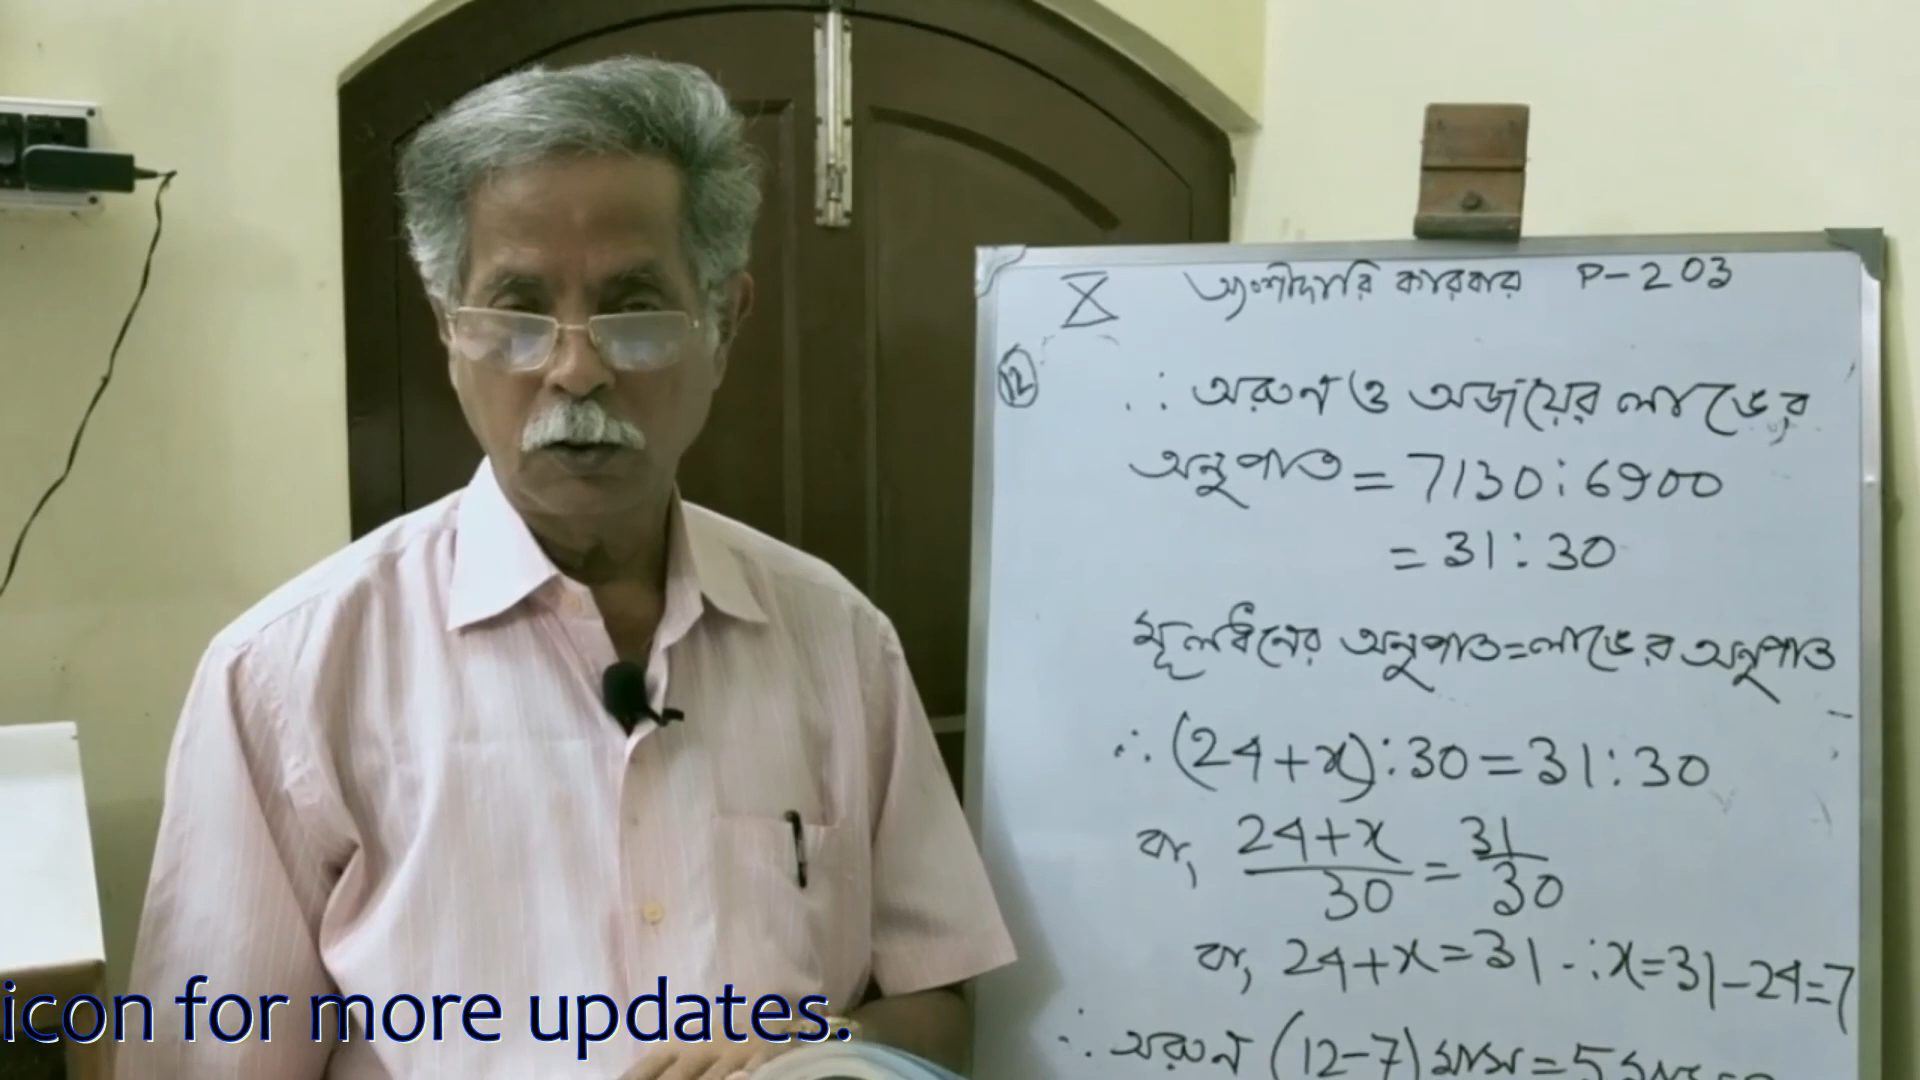 X অংশীদারি কারবার P-203
12
∴ অরুন ও অজয়ের লাভের
অনুপাত = 7130:6900
= 31:30
মূলধনের অনুপাত=লাভের অনুপাত
∴ (24+x):30=31:30
বা, 24+x/30 = 31/30
বা, 24+x=31 ∴x=31-24=7
∴ অরুন (12-7) মাস=5
icon for more updates.